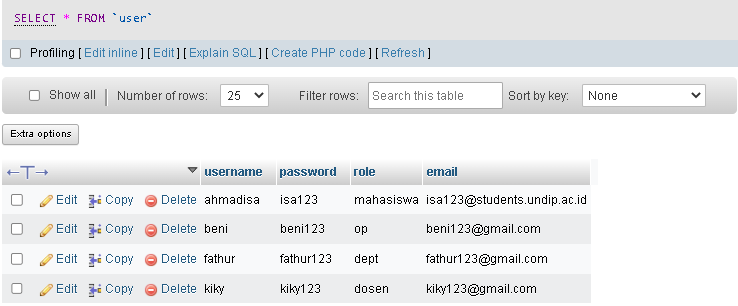 SELECT * FROM `user`
Profiling [ Edit inline ] [ Edit ] [ Explain SQL ] [ Create PHP code ] [ Refresh ]
Show all Number of rows: 25 Filter rows: Search this table Sort by key: None
Extra options
←T→ username password role email
Edit Copy Delete ahmadisa isa123 mahasiswa isa123@students.undip.ac.id
Edit Copy Delete beni beni123 op beni123@gmail.com
Edit Copy Delete fathur fathur123 dept fathur123@gmail.com
Edit Copy Delete kiky kiky123 dosen kiky123@gmail.com